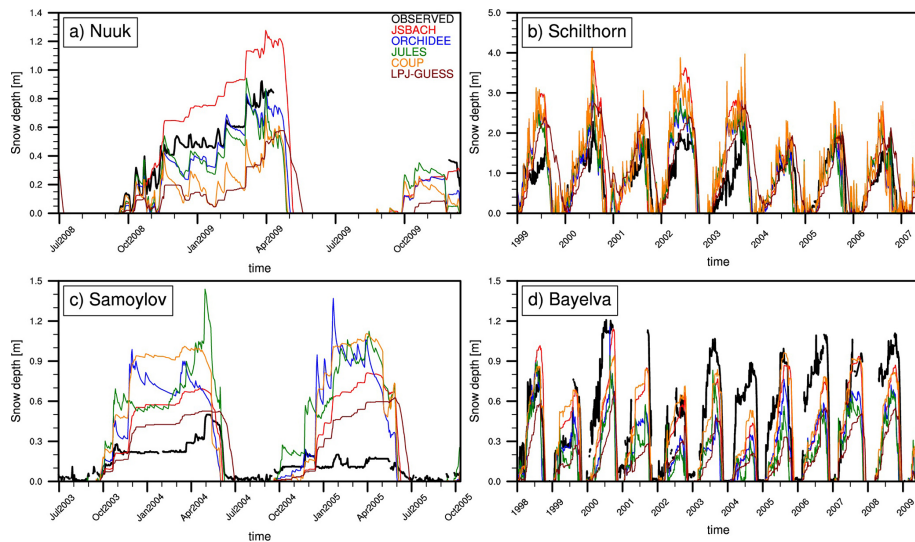 a) Nuuk
OBSERVED
JSBACH
ORCHIDEE
JULES
COUP
LPJ-GUESS
Snow depth [m]
1.4
1.2
1.0
0.8
0.6
0.4
0.2
0.0
Jul2008
Oct2008
Jan2009
Apr2009
Jul2009
Oct2009
time
b) Schilthorn
Snow depth [m]
5.0
4.0
3.0
2.0
1.0
0.0
1999
2000
2001
2002
2003
2004
2005
2006
2007
time
c) Samoylov
Snow depth [m]
1.5
1.2
0.9
0.6
0.3
0.0
Jul2003
Oct2003
Jan2004
Apr2004
Jul2004
Oct2004
Jan2005
Apr2005
Jul2005
Oct2005
time
d) Bayelva
Snow depth [m]
1.5
1.2
0.9
0.6
0.3
0.0
1998
1999
2000
2001
2002
2003
2004
2005
2006
2007
2008
2009
time